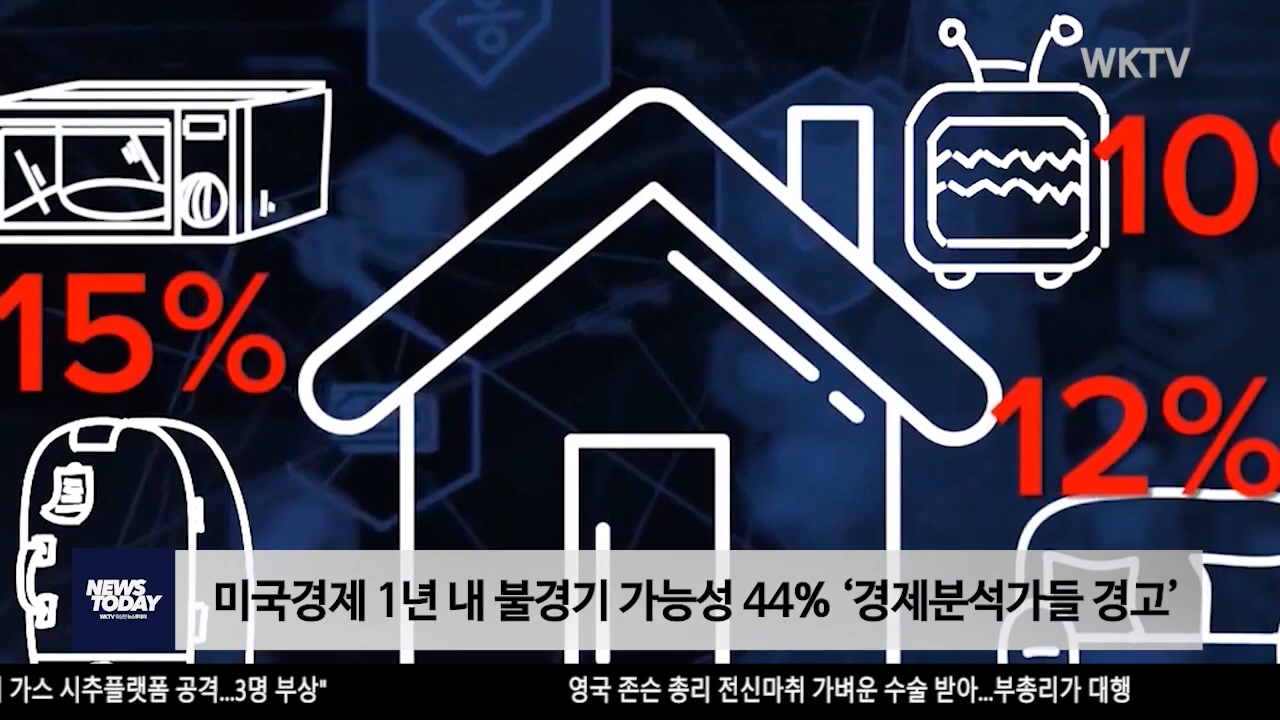 WKTV
10%
15%
12%
NEWS
TODAY
미국경제 1년 내 불경기 가능성 44% ‘경제분석가들 경고’
가스 시추플랫폼 공격...3명 부상"
영국 존슨 총리 전신마취 가벼운 수술 받아...부총리가 대행